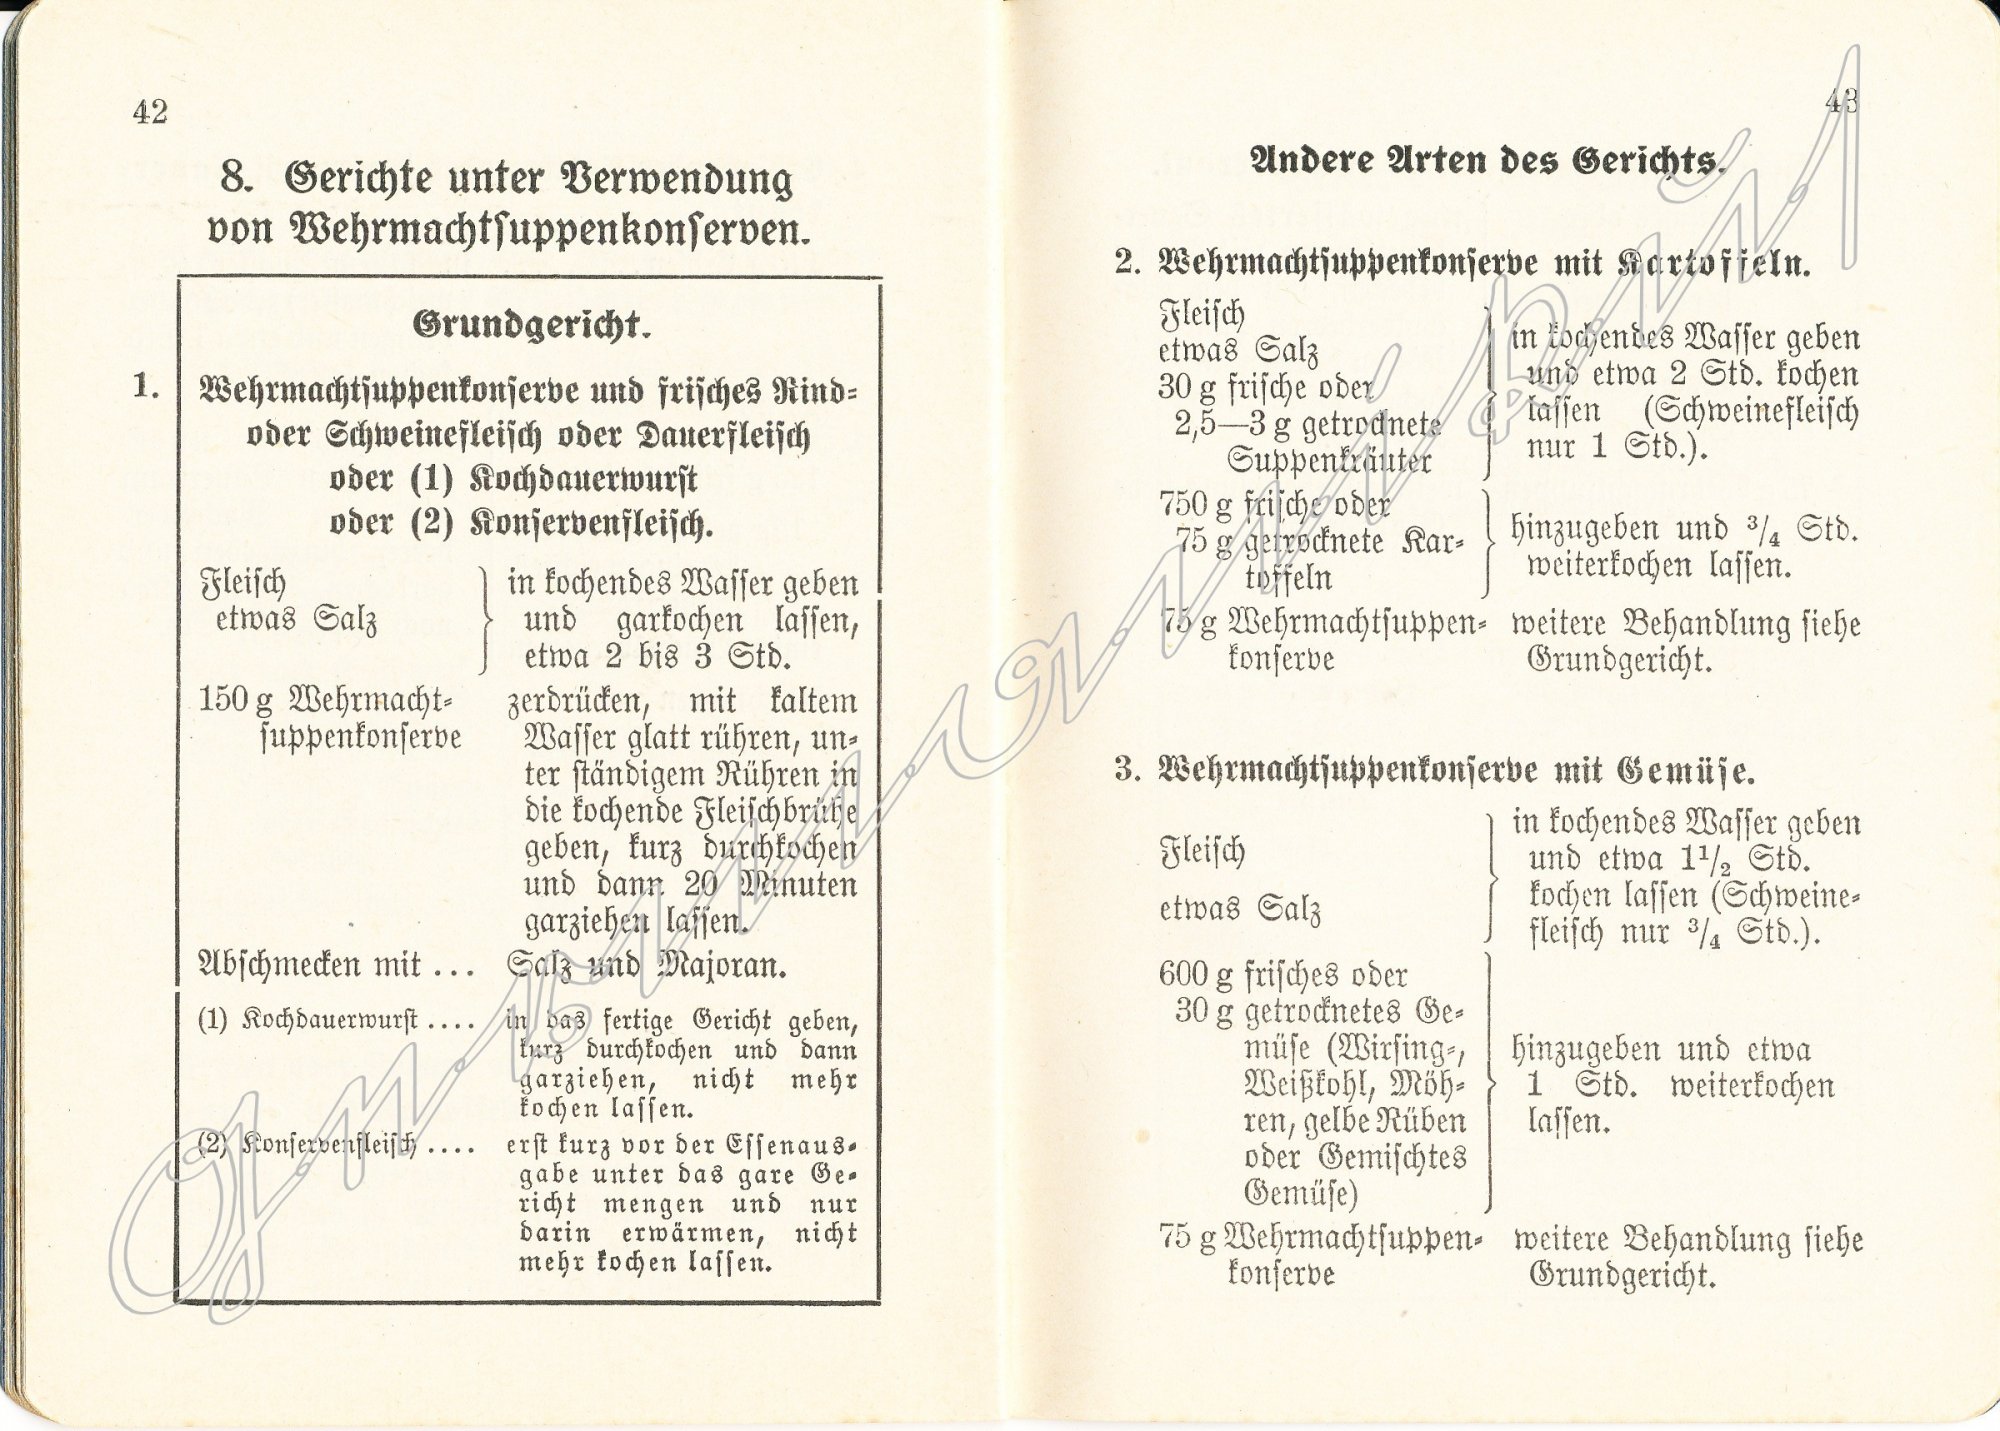 42
8. Gerichte unter Verwendung
von Wehrmachtsuppenkonserven.
Grundgericht.
1. Wehrmachtsuppenkonserve und frisches Rind-
oder Schweinefleisch oder Dauerfleisch
oder (1) Kochdauerwurst
oder (2) Konservenfleisch.
Fleisch
etwas Salz
in kochendes Wasser geben
und garkochen lassen,
etwa 2 bis 3 Std.
150 g Wehrmacht-
suppenkonserve
zerdrücken, mit kaltem
Wasser glatt rühren, un-
ter ständigem Rühren in
die kochende Fleischbrühe
geben, kurz durchkochen
und dann 20 Minuten
garziehen lassen.
Abschmecken mit ... Salz und Majoran.
(1) Kochdauerwurst .... in das fertige Gericht geben,
kurz durchkochen und dann
garziehen, nicht mehr
kochen lassen.
(2) Konservenfleisch .... erst kurz vor der Essenaus-
gabe unter das gare Ge-
richt mengen und nur
darin erwärmen, nicht
mehr kochen lassen.
43
Andere Arten des Gerichts.
2. Wehrmachtsuppenkonserve mit Kartoffeln.
Fleisch
etwas Salz
30 g frische oder
2,5—3 g getrocknete
Suppenkräuter
in kochendes Wasser geben
und etwa 2 Std. kochen
lassen (Schweinefleisch
nur 1 Std.).
750 g frische oder
75 g getrocknete Kar-
toffeln
hinzugeben und 3/4 Std.
weiterkochen lassen.
75 g Wehrmachtsuppen-
konserve
weitere Behandlung siehe
Grundgericht.
3. Wehrmachtsuppenkonserve mit Gemüse.
Fleisch
etwas Salz
in kochendes Wasser geben
und etwa 1 1/2 Std.
kochen lassen (Schweine-
fleisch nur 3/4 Std.).
600 g frisches oder
30 g getrocknetes Ge-
müse (Wirsing-,
Weißkohl, Möh-
ren, gelbe Rüben
oder Gemischtes
Gemüse)
hinzugeben und etwa
1 Std. weiterkochen
lassen.
75 g Wehrmachtsuppen-
konserve
weitere Behandlung siehe
Grundgericht.